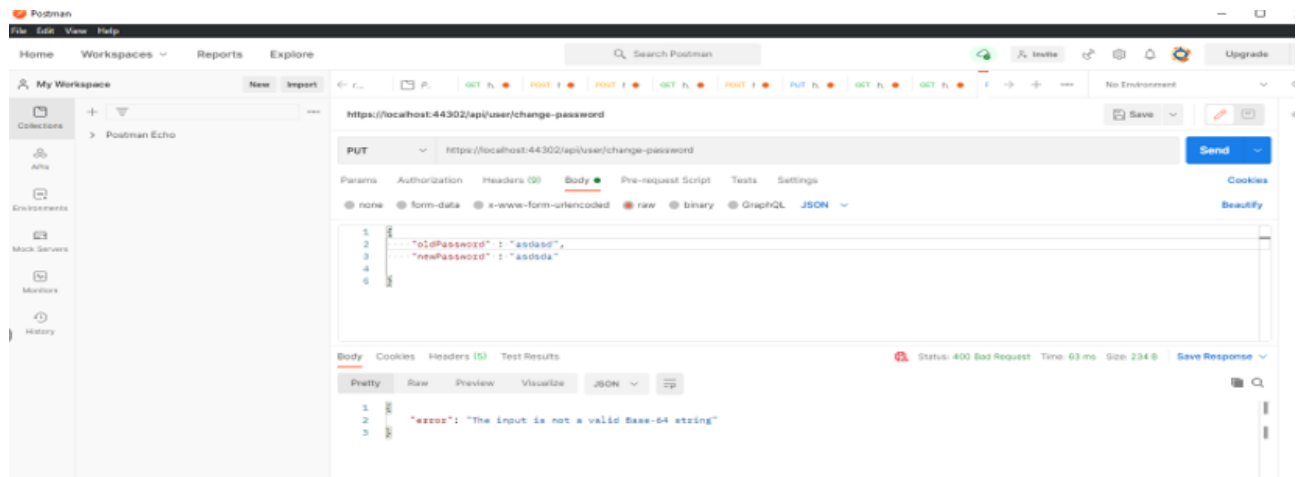 Postman
File Edit View Help
Home Workspaces Reports Explore
Search Postman
Invite
Upgrade
My Workspace
New Import
GET h. POST POST GET h. POST PUT h. GET h. GET h.
No Environment
Collections
Postman Echo
APIs
Environments
Mock Servers
Monitors
History
https://localhost:44302/api/user/change-password
Save
PUT https://localhost:44302/api/user/change-password
Send
Params Authorization Headers (9) Body Pre-request Script Tests Settings
Cookies
none form-data x-www-form-urlencoded raw binary GraphQL JSON
Beautify
1 {
2 "oldPassword" : "asdasd",
3 "newPassword" : "asdsda"
4
5 }
Body Cookies Headers (5) Test Results
Status: 400 Bad Request Time: 63 ms Size: 234 B Save Response
Pretty Raw Preview Visualize JSON
1 {
2 "error": "The input is not a valid Base-64 string"
3 }